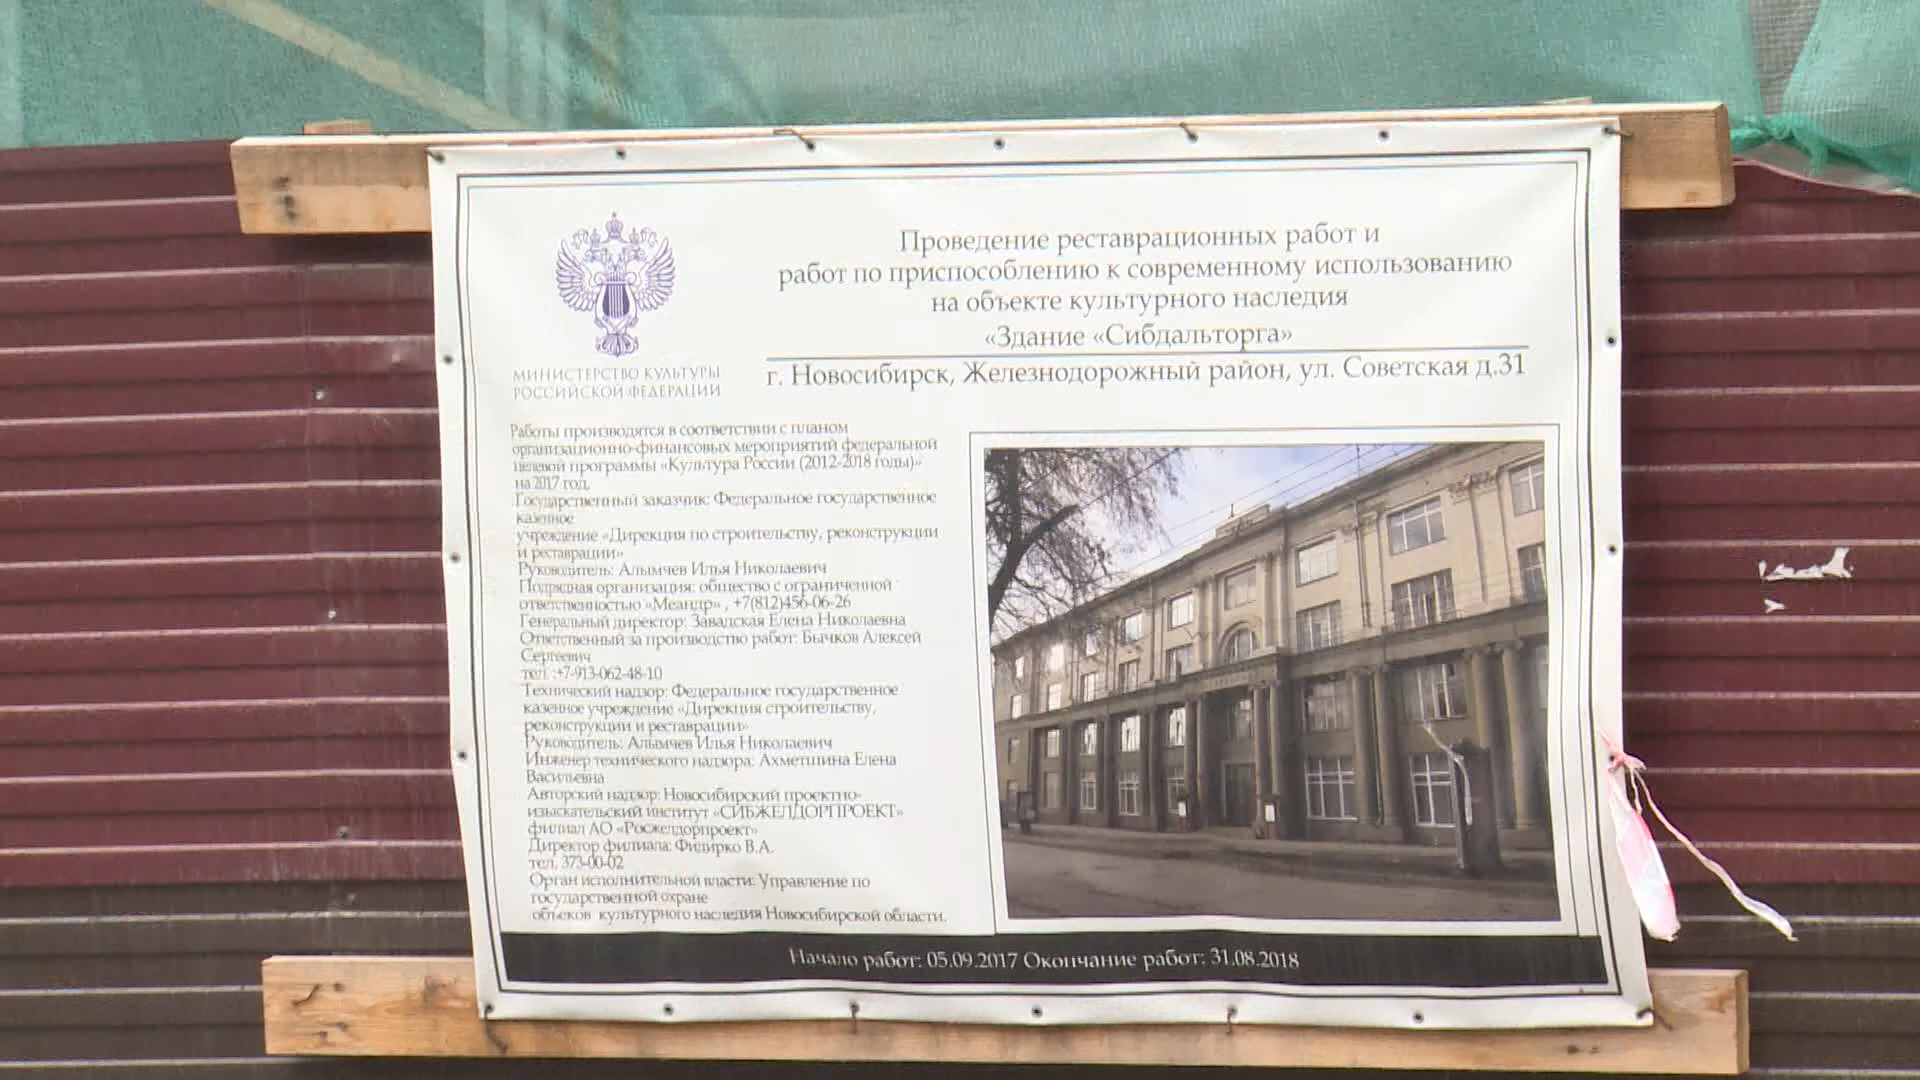 МИНИСТЕРСТВО КУЛЬТУРЫ
РОССИЙСКОЙ ФЕДЕРАЦИИ
Проведение реставрационных работ и
работ по приспособлению к современному использованию
на объекте культурного наследия
«Здание «Сибдальторга»
г. Новосибирск, Железнодорожный район, ул. Советская д.31
Работы производятся в соответствии с планом
организационно-финансовых мероприятий федеральной
целевой программы «Культура России (2012-2018 годы)»
на 2017 год.
Государственный заказчик: Федеральное государственное
казенное
учреждение «Дирекция по строительству, реконструкции
и реставрации»
Руководитель: Алымчев Илья Николаевич
Подрядная организация: общество с ограниченной
ответственностью «Меандр» , +7(812)456-06-26
Генеральный директор: Завадская Елена Николаевна
Ответственный за производство работ: Бычков Алексей
Сергеевич
тел. :+7-913-062-48-10
Технический надзор: Федеральное государственное
казенное учреждение «Дирекция строительству,
реконструкции и реставрации»
Руководитель: Алымчев Илья Николаевич
Инженер технического надзора: Ахметшина Елена
Васильевна
Авторский надзор: Новосибирский проектно-
изыскательский институт «СИБЖЕЛДОРПРОЕКТ»
филиал АО «Росжелдорпроект»
Директор филиала: Фидирко В.А.
тел. 373-00-02
Орган исполнительной власти: Управление по
государственной охране
объеков культурного наследия Новосибирской области.
Начало работ: 05.09.2017 Окончание работ: 31.08.2018